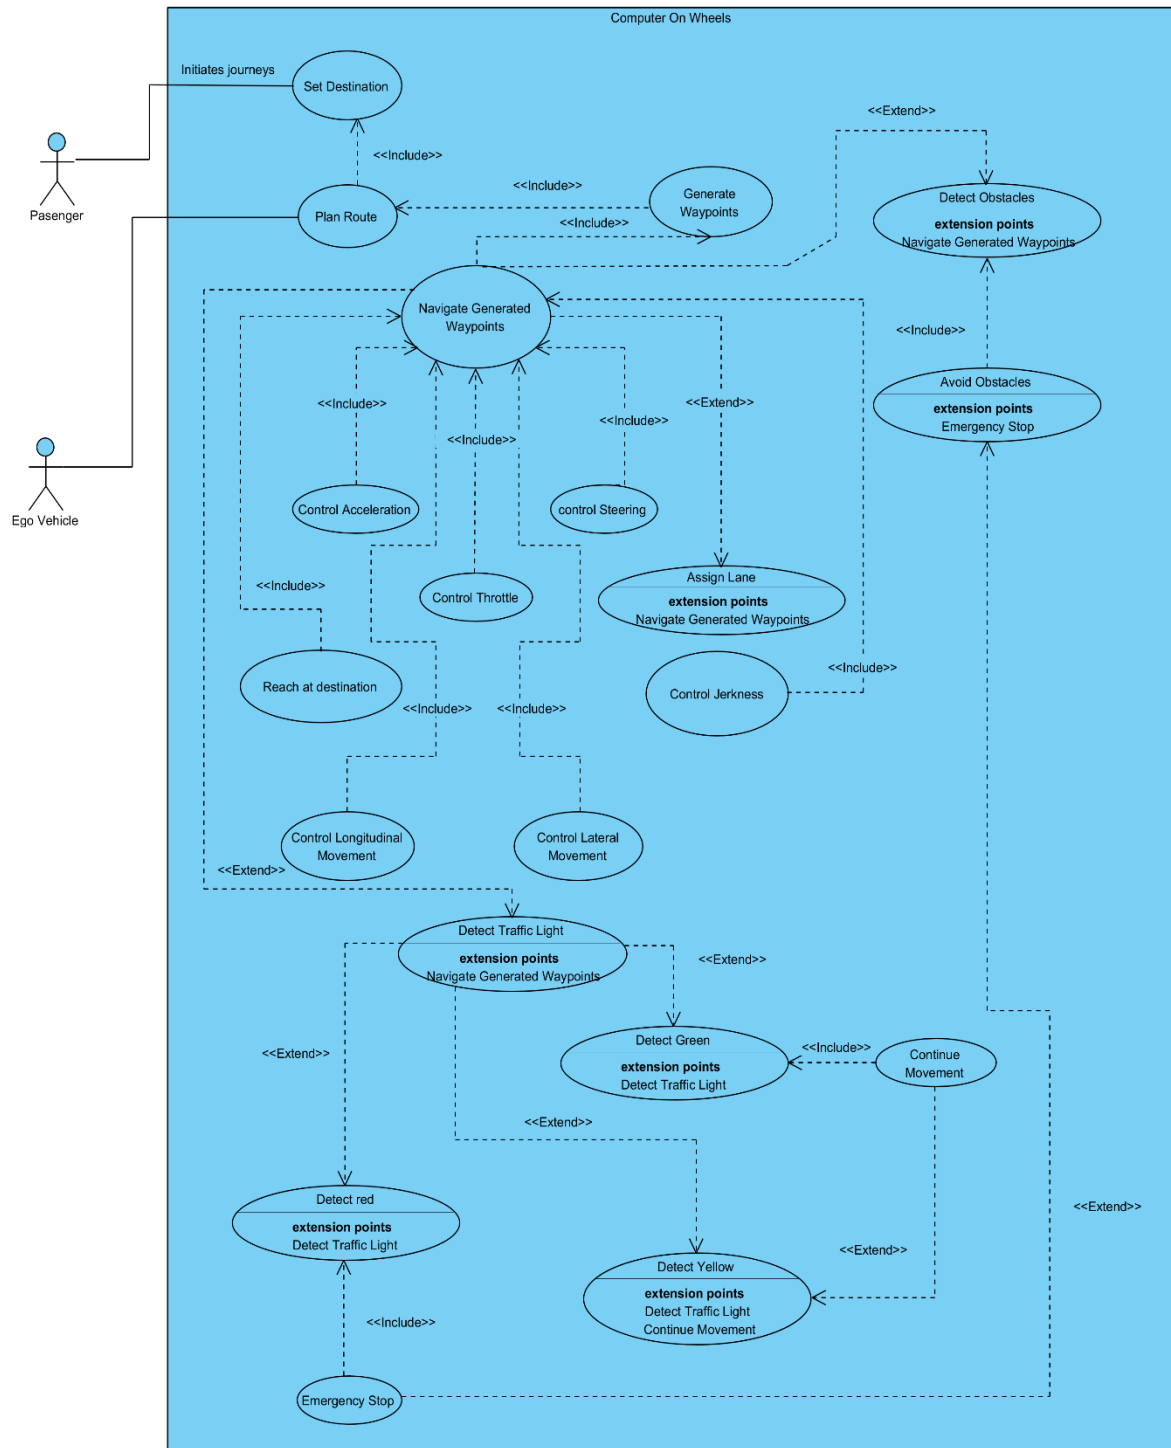 Computer On Wheels
Initiates journeys
Set Destination
<<Extend>>
Pasenger
<<Include>>
Plan Route
<<Include>>
Generate
Waypoints
<<Include>>
Detect Obstacles
extension points
Navigate Generated Waypoints
Navigate Generated
Waypoints
<<Include>>
Avoid Obstacles
extension points
Emergency Stop
<<Include>>
<<Extend>>
<<Include>>
<<Include>>
Ego Vehicle
Control Acceleration
control Steering
<<Include>>
Control Throttle
Assign Lane
extension points
Navigate Generated Waypoints
Reach at destination
Control Jerkness
<<Include>>
<<Include>>
<<Include>>
Control Longitudinal
Movement
Control Lateral
Movement
<<Extend>>
Detect Traffic Light
extension points
Navigate Generated Waypoints
<<Extend>>
<<Extend>>
Detect Green
extension points
Detect Traffic Light
<<Include>>
Continue
Movement
<<Extend>>
Detect red
extension points
Detect Traffic Light
<<Extend>>
<<Extend>>
Detect Yellow
extension points
Detect Traffic Light
Continue Movement
<<Include>>
Emergency Stop